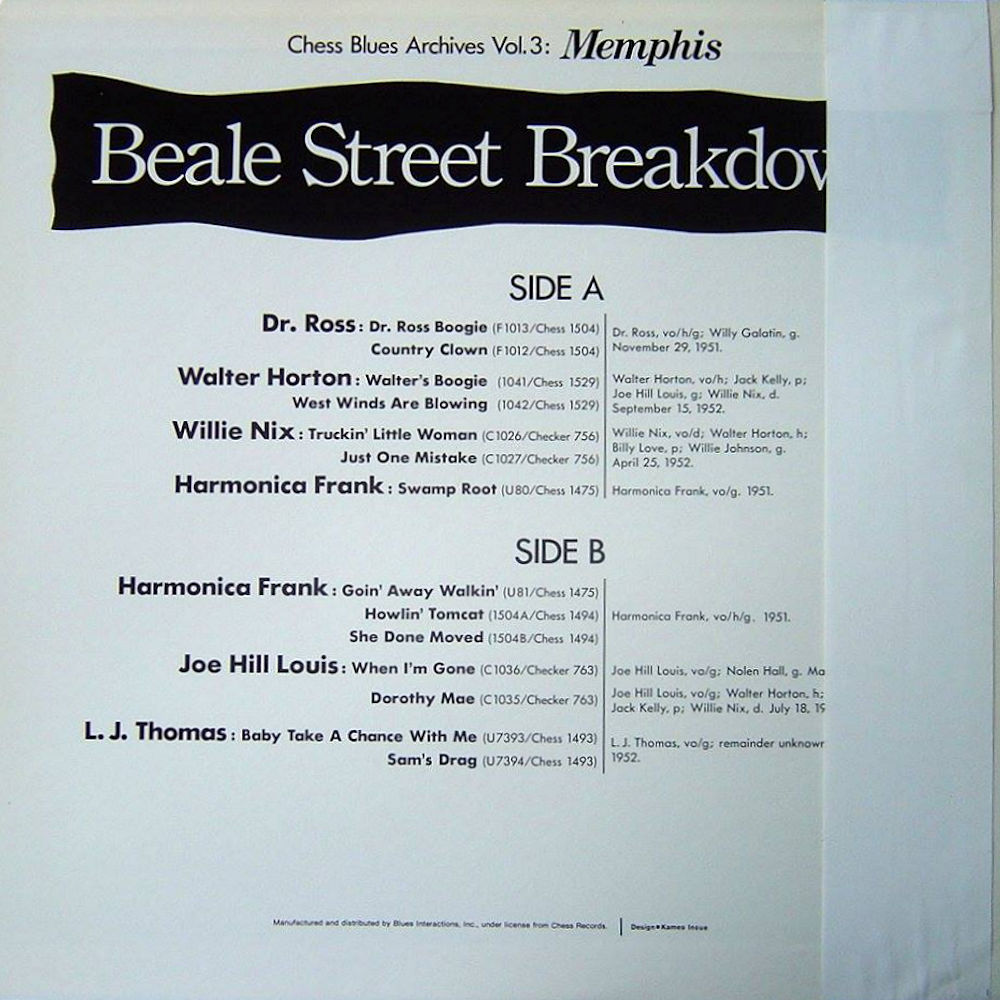 Chess Blues Archives Vol. 3: Memphis
Beale Street Breakdow
SIDE A
Dr. Ross: Dr. Ross Boogie (F1013/Chess 1504)
Country Clown (F1012/Chess 1504)
Dr. Ross, vo/h/g; Willy Galatin, g.
November 29, 1951.
Walter Horton: Walter's Boogie (1041/Chess 1529)
West Winds Are Blowing (1042/Chess 1529)
Walter Horton, vo/h; Jack Kelly, p;
Joe Hill Louis, g; Willie Nix, d.
September 15, 1952.
Willie Nix: Truckin' Little Woman (C1026/Checker 756)
Just One Mistake (C1027/Checker 756)
Willie Nix, vo/d; Walter Horton, h;
Billy Love, p; Willie Johnson, g.
April 25, 1952.
Harmonica Frank: Swamp Root (U80/Chess 1475)
Harmonica Frank, vo/g. 1951.
SIDE B
Harmonica Frank: Goin' Away Walkin' (U81/Chess 1475)
Howlin' Tomcat (1504A/Chess 1494)
She Done Moved (1504B/Chess 1494)
Harmonica Frank, vo/h/g. 1951.
Joe Hill Louis: When I'm Gone (C1036/Checker 763)
Joe Hill Louis, vo/g; Nolen Hall, g. Ma
Dorothy Mae (C1035/Checker 763)
Joe Hill Louis, vo/g; Walter Horton, h;
Jack Kelly, p; Willie Nix, d. July 18, 19
L. J. Thomas: Baby Take A Chance With Me (U7393/Chess 1493)
Sam's Drag (U7394/Chess 1493)
L. J. Thomas, vo/g; remainder unknown
1952.
Manufactured and distributed by Blues Interactions, Inc., under license from Chess Records.
Design■Kameo Inoue